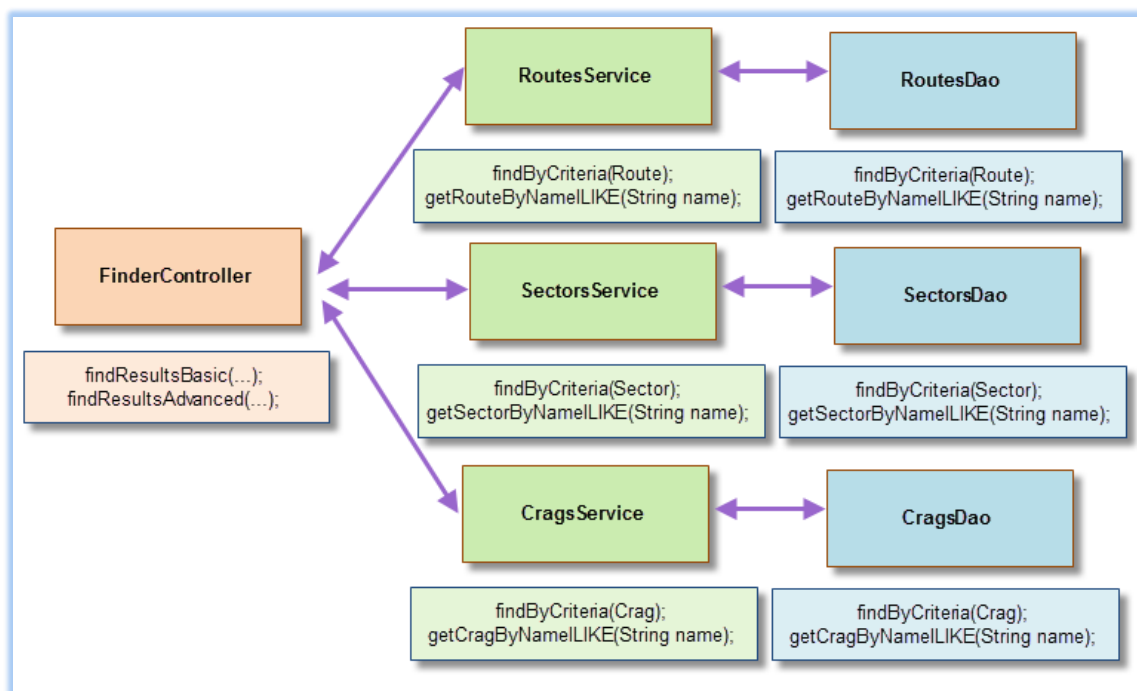 RoutesService
RoutesDao
findByCriteria(Route);
getRouteByNameILIKE(String name);
findByCriteria(Route);
getRouteByNameILIKE(String name);
FinderController
findResultsBasic(...);
findResultsAdvanced(...);
SectorsService
SectorsDao
findByCriteria(Sector);
getSectorByNameILIKE(String name);
findByCriteria(Sector);
getSectorByNameILIKE(String name);
CragsService
CragsDao
findByCriteria(Crag);
getCragByNameILIKE(String name);
findByCriteria(Crag);
getCragByNameILIKE(String name);